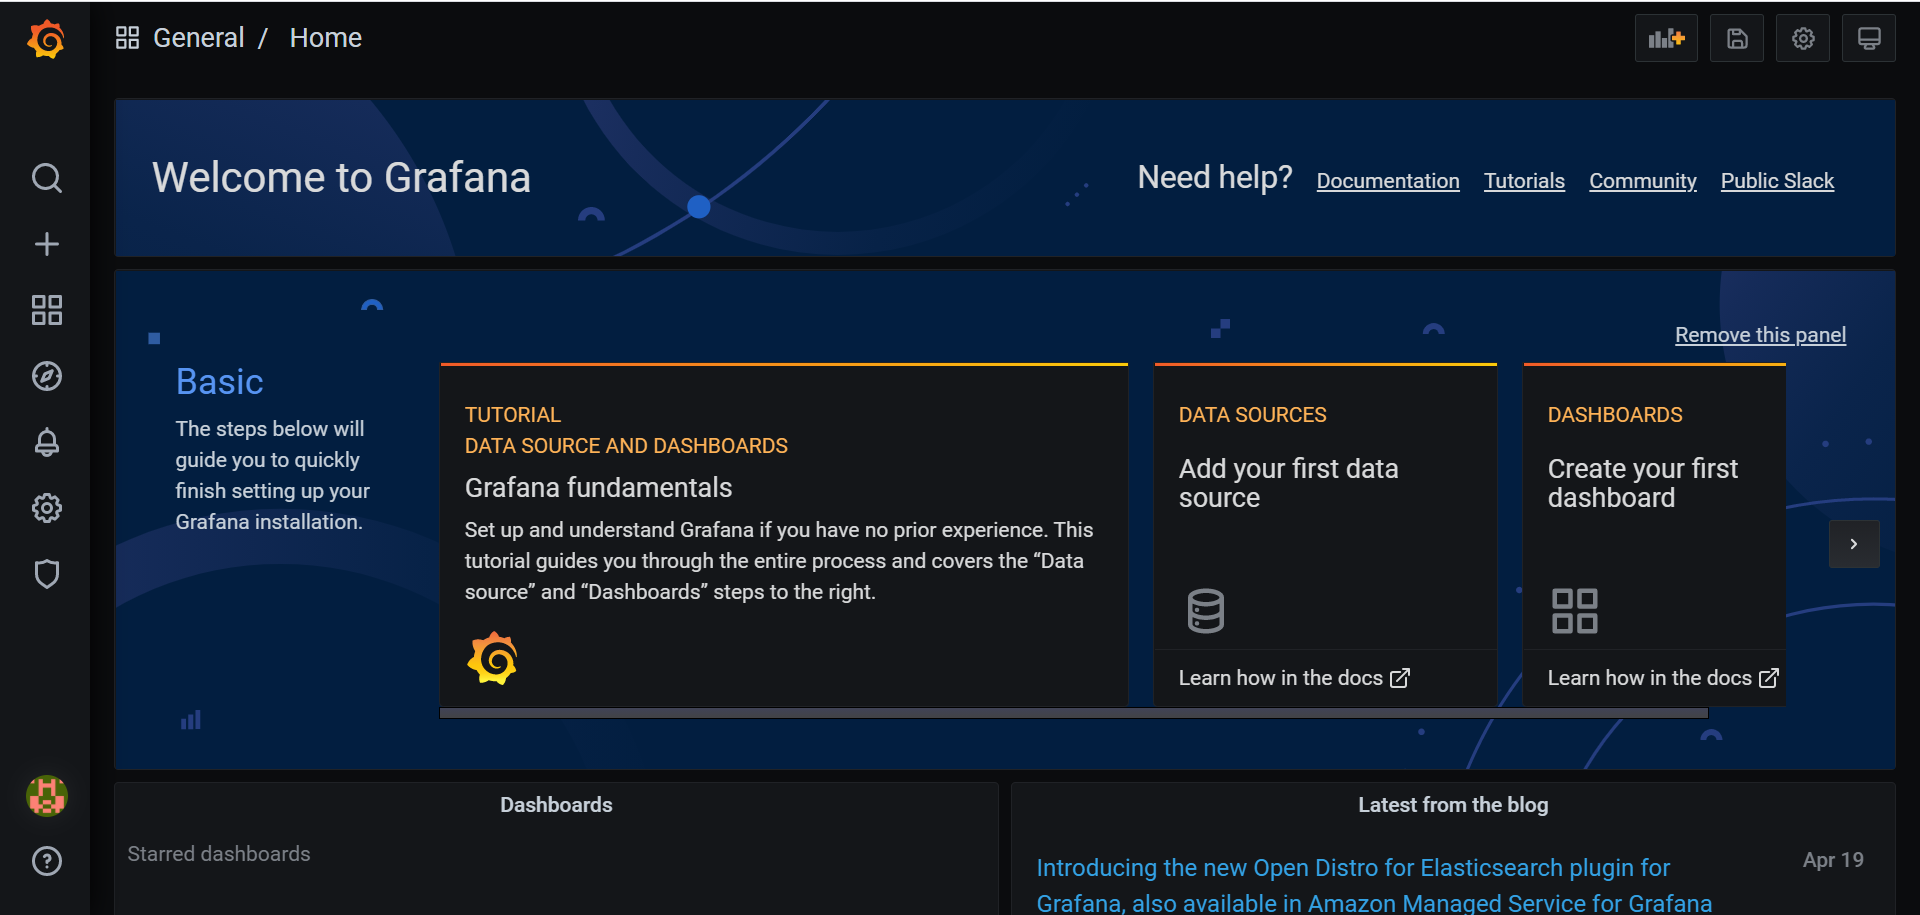 General / Home
Welcome to Grafana
Need help? Documentation Tutorials Community Public Slack
Remove this panel
Basic
The steps below will
guide you to quickly
finish setting up your
Grafana installation.
TUTORIAL
DATA SOURCE AND DASHBOARDS
Grafana fundamentals
Set up and understand Grafana if you have no prior experience. This
tutorial guides you through the entire process and covers the “Data
source” and “Dashboards” steps to the right.
DATA SOURCES
Add your first data
source
Learn how in the docs
DASHBOARDS
Create your first
dashboard
Learn how in the docs
Dashboards
Starred dashboards
Latest from the blog
Introducing the new Open Distro for Elasticsearch plugin for
Grafana, also available in Amazon Managed Service for Grafana
Apr 19